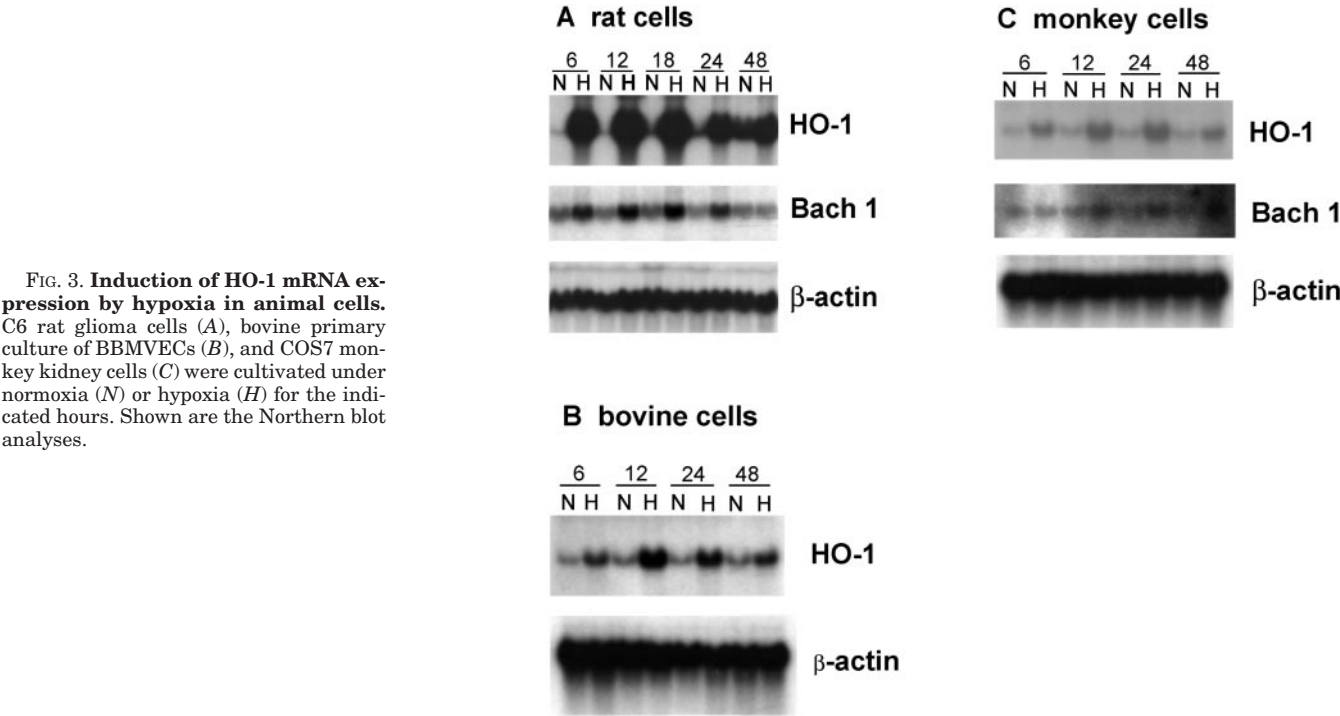 FIG. 3. Induction of HO-1 mRNA ex-
pression by hypoxia in animal cells.
C6 rat glioma cells (A), bovine primary
culture of BBMVECs (B), and COS7 mon-
key kidney cells (C) were cultivated under
normoxia (N) or hypoxia (H) for the indi-
cated hours. Shown are the Northern blot
analyses.
A rat cells
6 12 18 24 48
N H N H N H N H N H
HO-1
Bach 1
β-actin
B bovine cells
6 12 24 48
N H N H N H N H
HO-1
β-actin
C monkey cells
6 12 24 48
N H N H N H N H
HO-1
Bach 1
β-actin